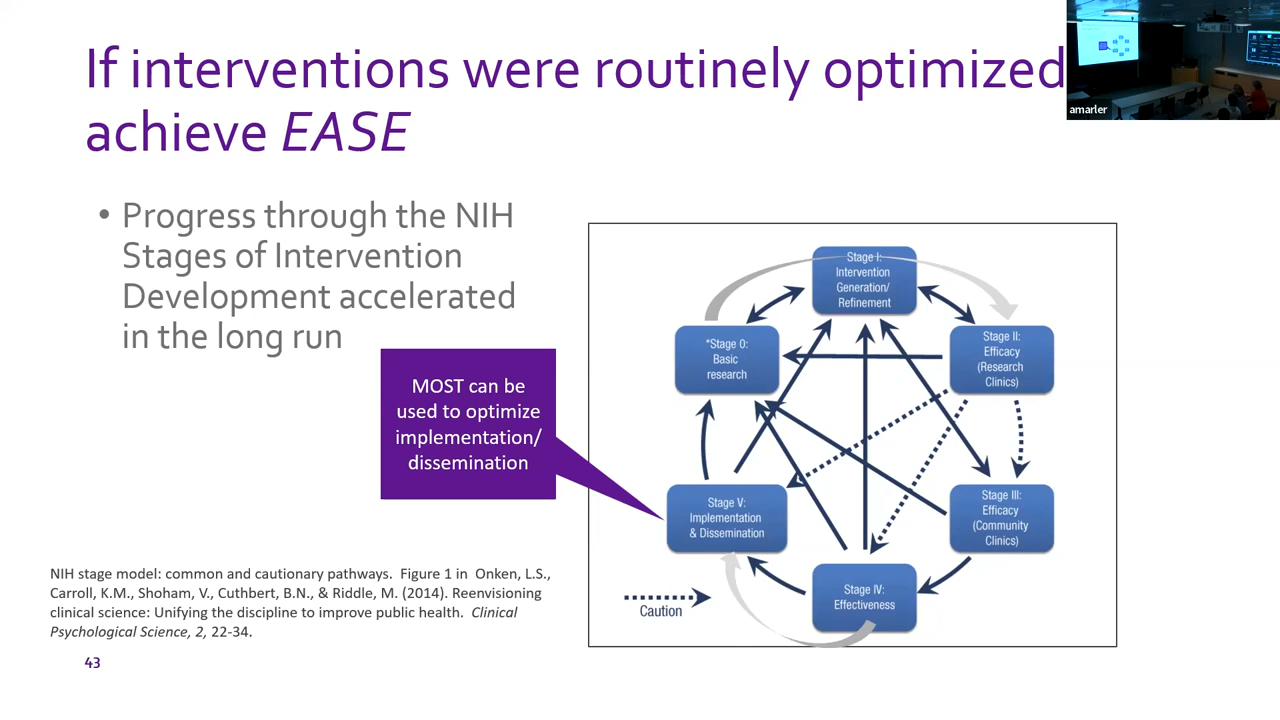 If interventions were routinely optimized
achieve EASE
amarler
• Progress through the NIH
Stages of Intervention
Development accelerated
in the long run
MOST can be
used to optimize
implementation/
dissemination
Stage I:
Intervention
Generation/
Refinement
*Stage 0:
Basic
research
Stage II:
Efficacy
(Research
Clinics)
Stage V:
Implementation
& Dissemination
Stage III:
Efficacy
(Community
Clinics)
Stage IV:
Effectiveness
Caution
NIH stage model: common and cautionary pathways.  Figure 1 in  Onken, L.S.,
Carroll, K.M., Shoham, V., Cuthbert, B.N., & Riddle, M. (2014). Reenvisioning
clinical science: Unifying the discipline to improve public health.  Clinical
Psychological Science, 2, 22-34.
43